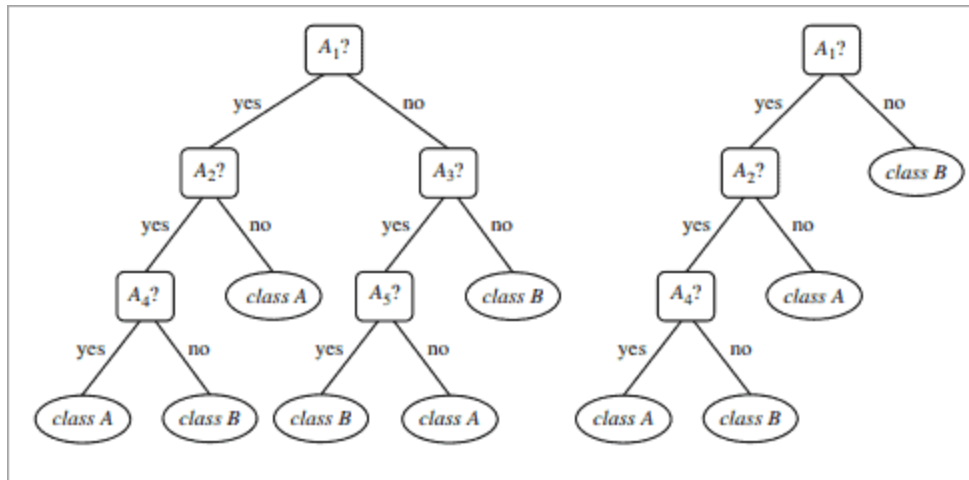 A₁? A₁?
yes no yes no
A₂? A₃? A₂? class B
yes no yes no yes no
A₄? class A A₅? class B A₄? class A
yes no yes no yes no
class A class B class B class A class A class B